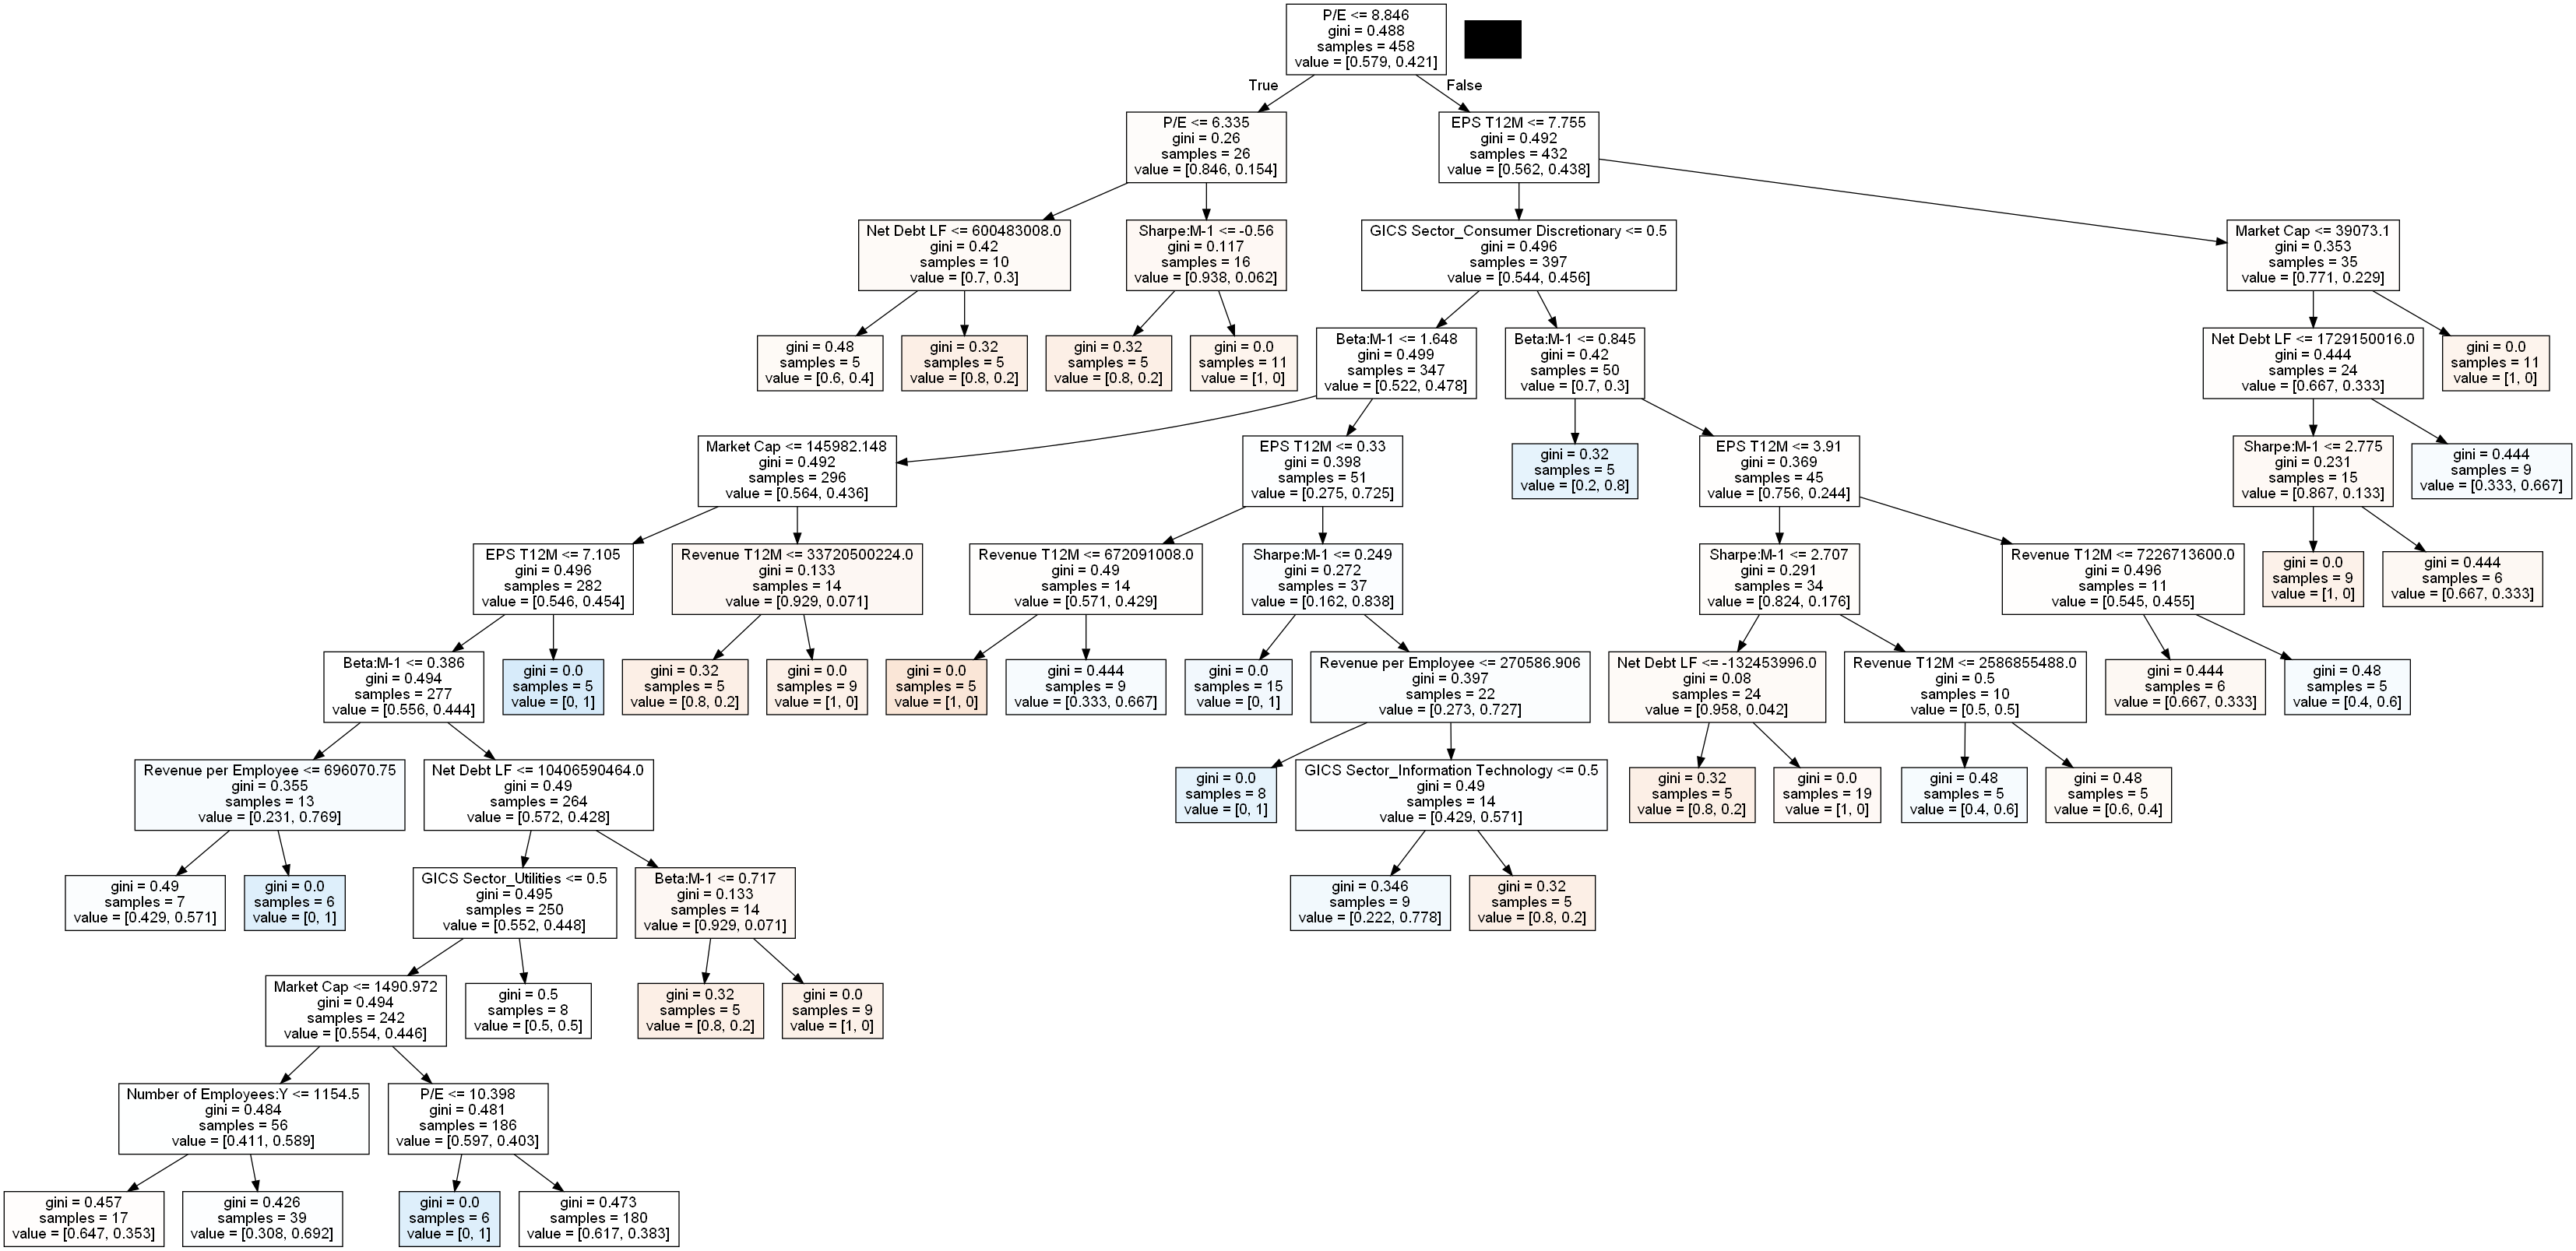 P/E <= 8.846
gini = 0.488
samples = 458
value = [0.579, 0.421]
True
False
P/E <= 6.335
gini = 0.26
samples = 26
value = [0.846, 0.154]
EPS T12M <= 7.755
gini = 0.492
samples = 432
value = [0.562, 0.438]
Net Debt LF <= 600483008.0
gini = 0.42
samples = 10
value = [0.7, 0.3]
Sharpe:M-1 <= -0.56
gini = 0.117
samples = 16
value = [0.938, 0.062]
GICS Sector_Consumer Discretionary <= 0.5
gini = 0.496
samples = 397
value = [0.544, 0.456]
Market Cap <= 39073.1
gini = 0.353
samples = 35
value = [0.771, 0.229]
gini = 0.48
samples = 5
value = [0.6, 0.4]
gini = 0.32
samples = 5
value = [0.8, 0.2]
gini = 0.32
samples = 5
value = [0.8, 0.2]
gini = 0.0
samples = 11
value = [1, 0]
Beta:M-1 <= 1.648
gini = 0.499
samples = 347
value = [0.522, 0.478]
Beta:M-1 <= 0.845
gini = 0.42
samples = 50
value = [0.7, 0.3]
Net Debt LF <= 1729150016.0
gini = 0.444
samples = 24
value = [0.667, 0.333]
gini = 0.0
samples = 11
value = [1, 0]
Market Cap <= 145982.148
gini = 0.492
samples = 296
value = [0.564, 0.436]
EPS T12M <= 0.33
gini = 0.398
samples = 51
value = [0.275, 0.725]
gini = 0.32
samples = 5
value = [0.2, 0.8]
EPS T12M <= 3.91
gini = 0.369
samples = 45
value = [0.756, 0.244]
Sharpe:M-1 <= 2.775
gini = 0.231
samples = 15
value = [0.867, 0.133]
gini = 0.444
samples = 9
value = [0.333, 0.667]
EPS T12M <= 7.105
gini = 0.496
samples = 282
value = [0.546, 0.454]
Revenue T12M <= 33720500224.0
gini = 0.133
samples = 14
value = [0.929, 0.071]
Revenue T12M <= 672091008.0
gini = 0.49
samples = 14
value = [0.571, 0.429]
Sharpe:M-1 <= 0.249
gini = 0.272
samples = 37
value = [0.162, 0.838]
Sharpe:M-1 <= 2.707
gini = 0.291
samples = 34
value = [0.824, 0.176]
Revenue T12M <= 7226713600.0
gini = 0.496
samples = 11
value = [0.545, 0.455]
gini = 0.0
samples = 9
value = [1, 0]
gini = 0.444
samples = 6
value = [0.667, 0.333]
Beta:M-1 <= 0.386
gini = 0.494
samples = 277
value = [0.556, 0.444]
gini = 0.0
samples = 5
value = [0, 1]
gini = 0.32
samples = 5
value = [0.8, 0.2]
gini = 0.0
samples = 9
value = [1, 0]
gini = 0.0
samples = 5
value = [1, 0]
gini = 0.444
samples = 9
value = [0.333, 0.667]
gini = 0.0
samples = 15
value = [0, 1]
Revenue per Employee <= 270586.906
gini = 0.397
samples = 22
value = [0.273, 0.727]
Net Debt LF <= -132453996.0
gini = 0.08
samples = 24
value = [0.958, 0.042]
Revenue T12M <= 2586855488.0
gini = 0.5
samples = 10
value = [0.5, 0.5]
gini = 0.444
samples = 6
value = [0.667, 0.333]
gini = 0.48
samples = 5
value = [0.4, 0.6]
Revenue per Employee <= 696070.75
gini = 0.355
samples = 13
value = [0.231, 0.769]
Net Debt LF <= 10406590464.0
gini = 0.49
samples = 264
value = [0.572, 0.428]
gini = 0.0
samples = 8
value = [0, 1]
GICS Sector_Information Technology <= 0.5
gini = 0.49
samples = 14
value = [0.429, 0.571]
gini = 0.32
samples = 5
value = [0.8, 0.2]
gini = 0.0
samples = 19
value = [1, 0]
gini = 0.48
samples = 5
value = [0.4, 0.6]
gini = 0.48
samples = 5
value = [0.6, 0.4]
gini = 0.49
samples = 7
value = [0.429, 0.571]
gini = 0.0
samples = 6
value = [0, 1]
GICS Sector_Utilities <= 0.5
gini = 0.495
samples = 250
value = [0.552, 0.448]
Beta:M-1 <= 0.717
gini = 0.133
samples = 14
value = [0.929, 0.071]
gini = 0.346
samples = 9
value = [0.222, 0.778]
gini = 0.32
samples = 5
value = [0.8, 0.2]
Market Cap <= 1490.972
gini = 0.494
samples = 242
value = [0.554, 0.446]
gini = 0.5
samples = 8
value = [0.5, 0.5]
gini = 0.32
samples = 5
value = [0.8, 0.2]
gini = 0.0
samples = 9
value = [1, 0]
Number of Employees:Y <= 1154.5
gini = 0.484
samples = 56
value = [0.411, 0.589]
P/E <= 10.398
gini = 0.481
samples = 186
value = [0.597, 0.403]
gini = 0.457
samples = 17
value = [0.647, 0.353]
gini = 0.426
samples = 39
value = [0.308, 0.692]
gini = 0.0
samples = 6
value = [0, 1]
gini = 0.473
samples = 180
value = [0.617, 0.383]